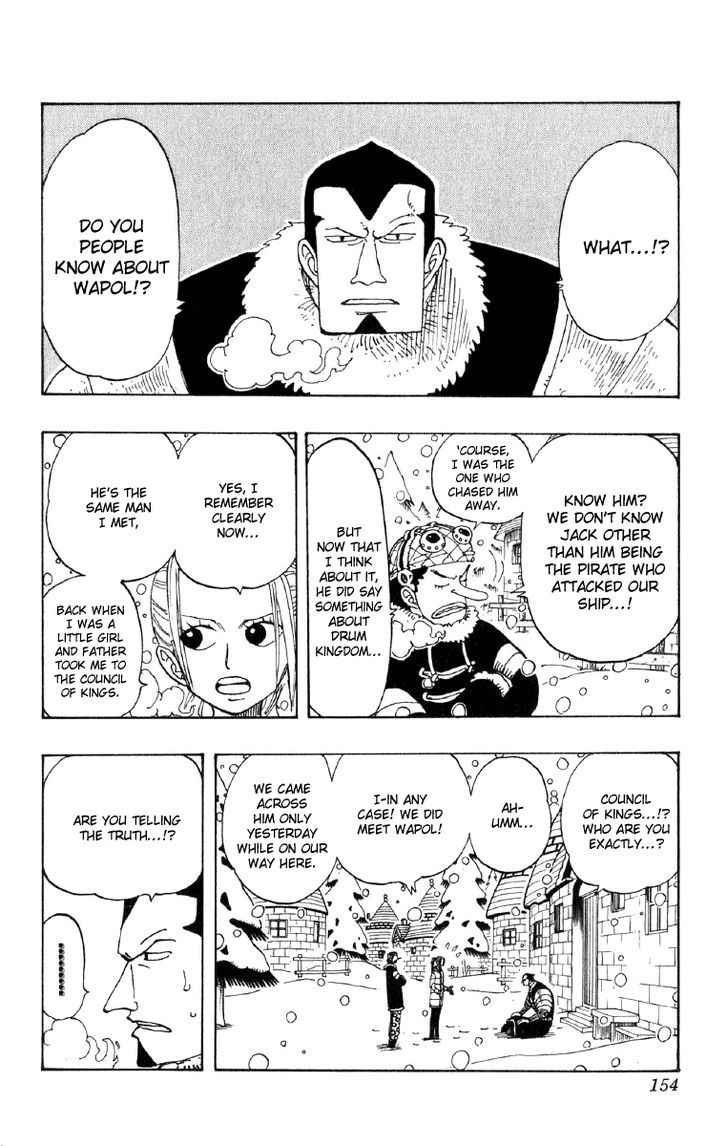 WHAT...!?
DO YOU
PEOPLE
KNOW ABOUT
WAPOL!?
KNOW HIM?
WE DON'T KNOW
JACK OTHER
THAN HIM BEING
THE PIRATE WHO
ATTACKED OUR
SHIP...!
'COURSE,
I WAS THE
ONE WHO
CHASED HIM
AWAY.
BUT
NOW THAT
I THINK
ABOUT IT,
HE DID SAY
SOMETHING
ABOUT
DRUM
KINGDOM...
YES, I
REMEMBER
CLEARLY
NOW...
HE'S THE
SAME MAN
I MET,
BACK WHEN
I WAS A
LITTLE GIRL
AND FATHER
TOOK ME TO
THE COUNCIL
OF KINGS.
COUNCIL
OF KINGS...!?
WHO ARE YOU
EXACTLY...?
AH-
UMM...
I-IN ANY
CASE! WE DID
MEET WAPOL!
WE CAME
ACROSS
HIM ONLY
YESTERDAY
WHILE ON OUR
WAY HERE.
ARE YOU TELLING
THE TRUTH...!?
.........
154